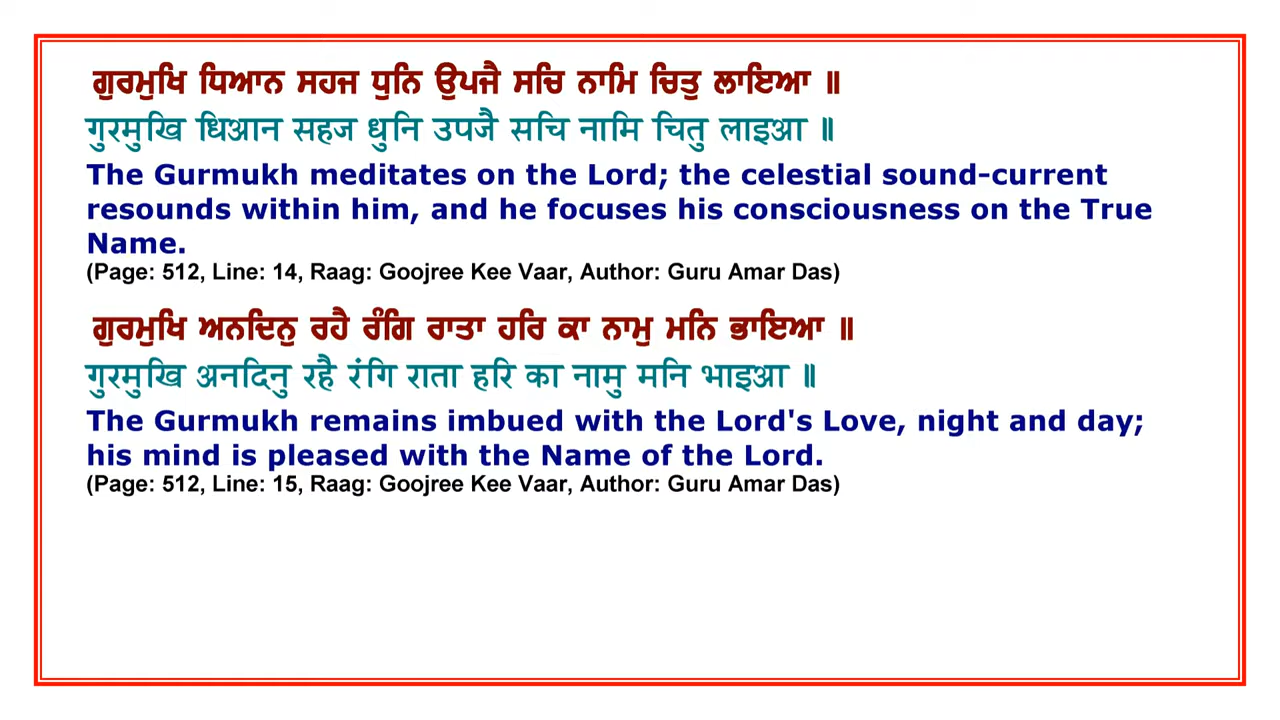 ਗੁਰਮੁਖਿ ਧਿਆਨ ਸਹਜ ਧੁਨਿ ਉਪਜੈ ਸਚਿ ਨਾਮਿ ਚਿਤੁ ਲਾਇਆ ॥
गुरमुखि धिआन सहज धुनि उपजै सचि नामि चितु लाइआ ॥
The Gurmukh meditates on the Lord; the celestial sound-current
resounds within him, and he focuses his consciousness on the True
Name.
(Page: 512, Line: 14, Raag: Goojree Kee Vaar, Author: Guru Amar Das)
ਗੁਰਮੁਖਿ ਅਨਦਿਨੁ ਰਹੈ ਰੰਗਿ ਰਾਤਾ ਹਰਿ ਕਾ ਨਾਮੁ ਮਨਿ ਭਾਇਆ ॥
गुरमुखि अनदिनु रहै रंगि राता हरि का नामु मनि भाइआ ॥
The Gurmukh remains imbued with the Lord's Love, night and day;
his mind is pleased with the Name of the Lord.
(Page: 512, Line: 15, Raag: Goojree Kee Vaar, Author: Guru Amar Das)